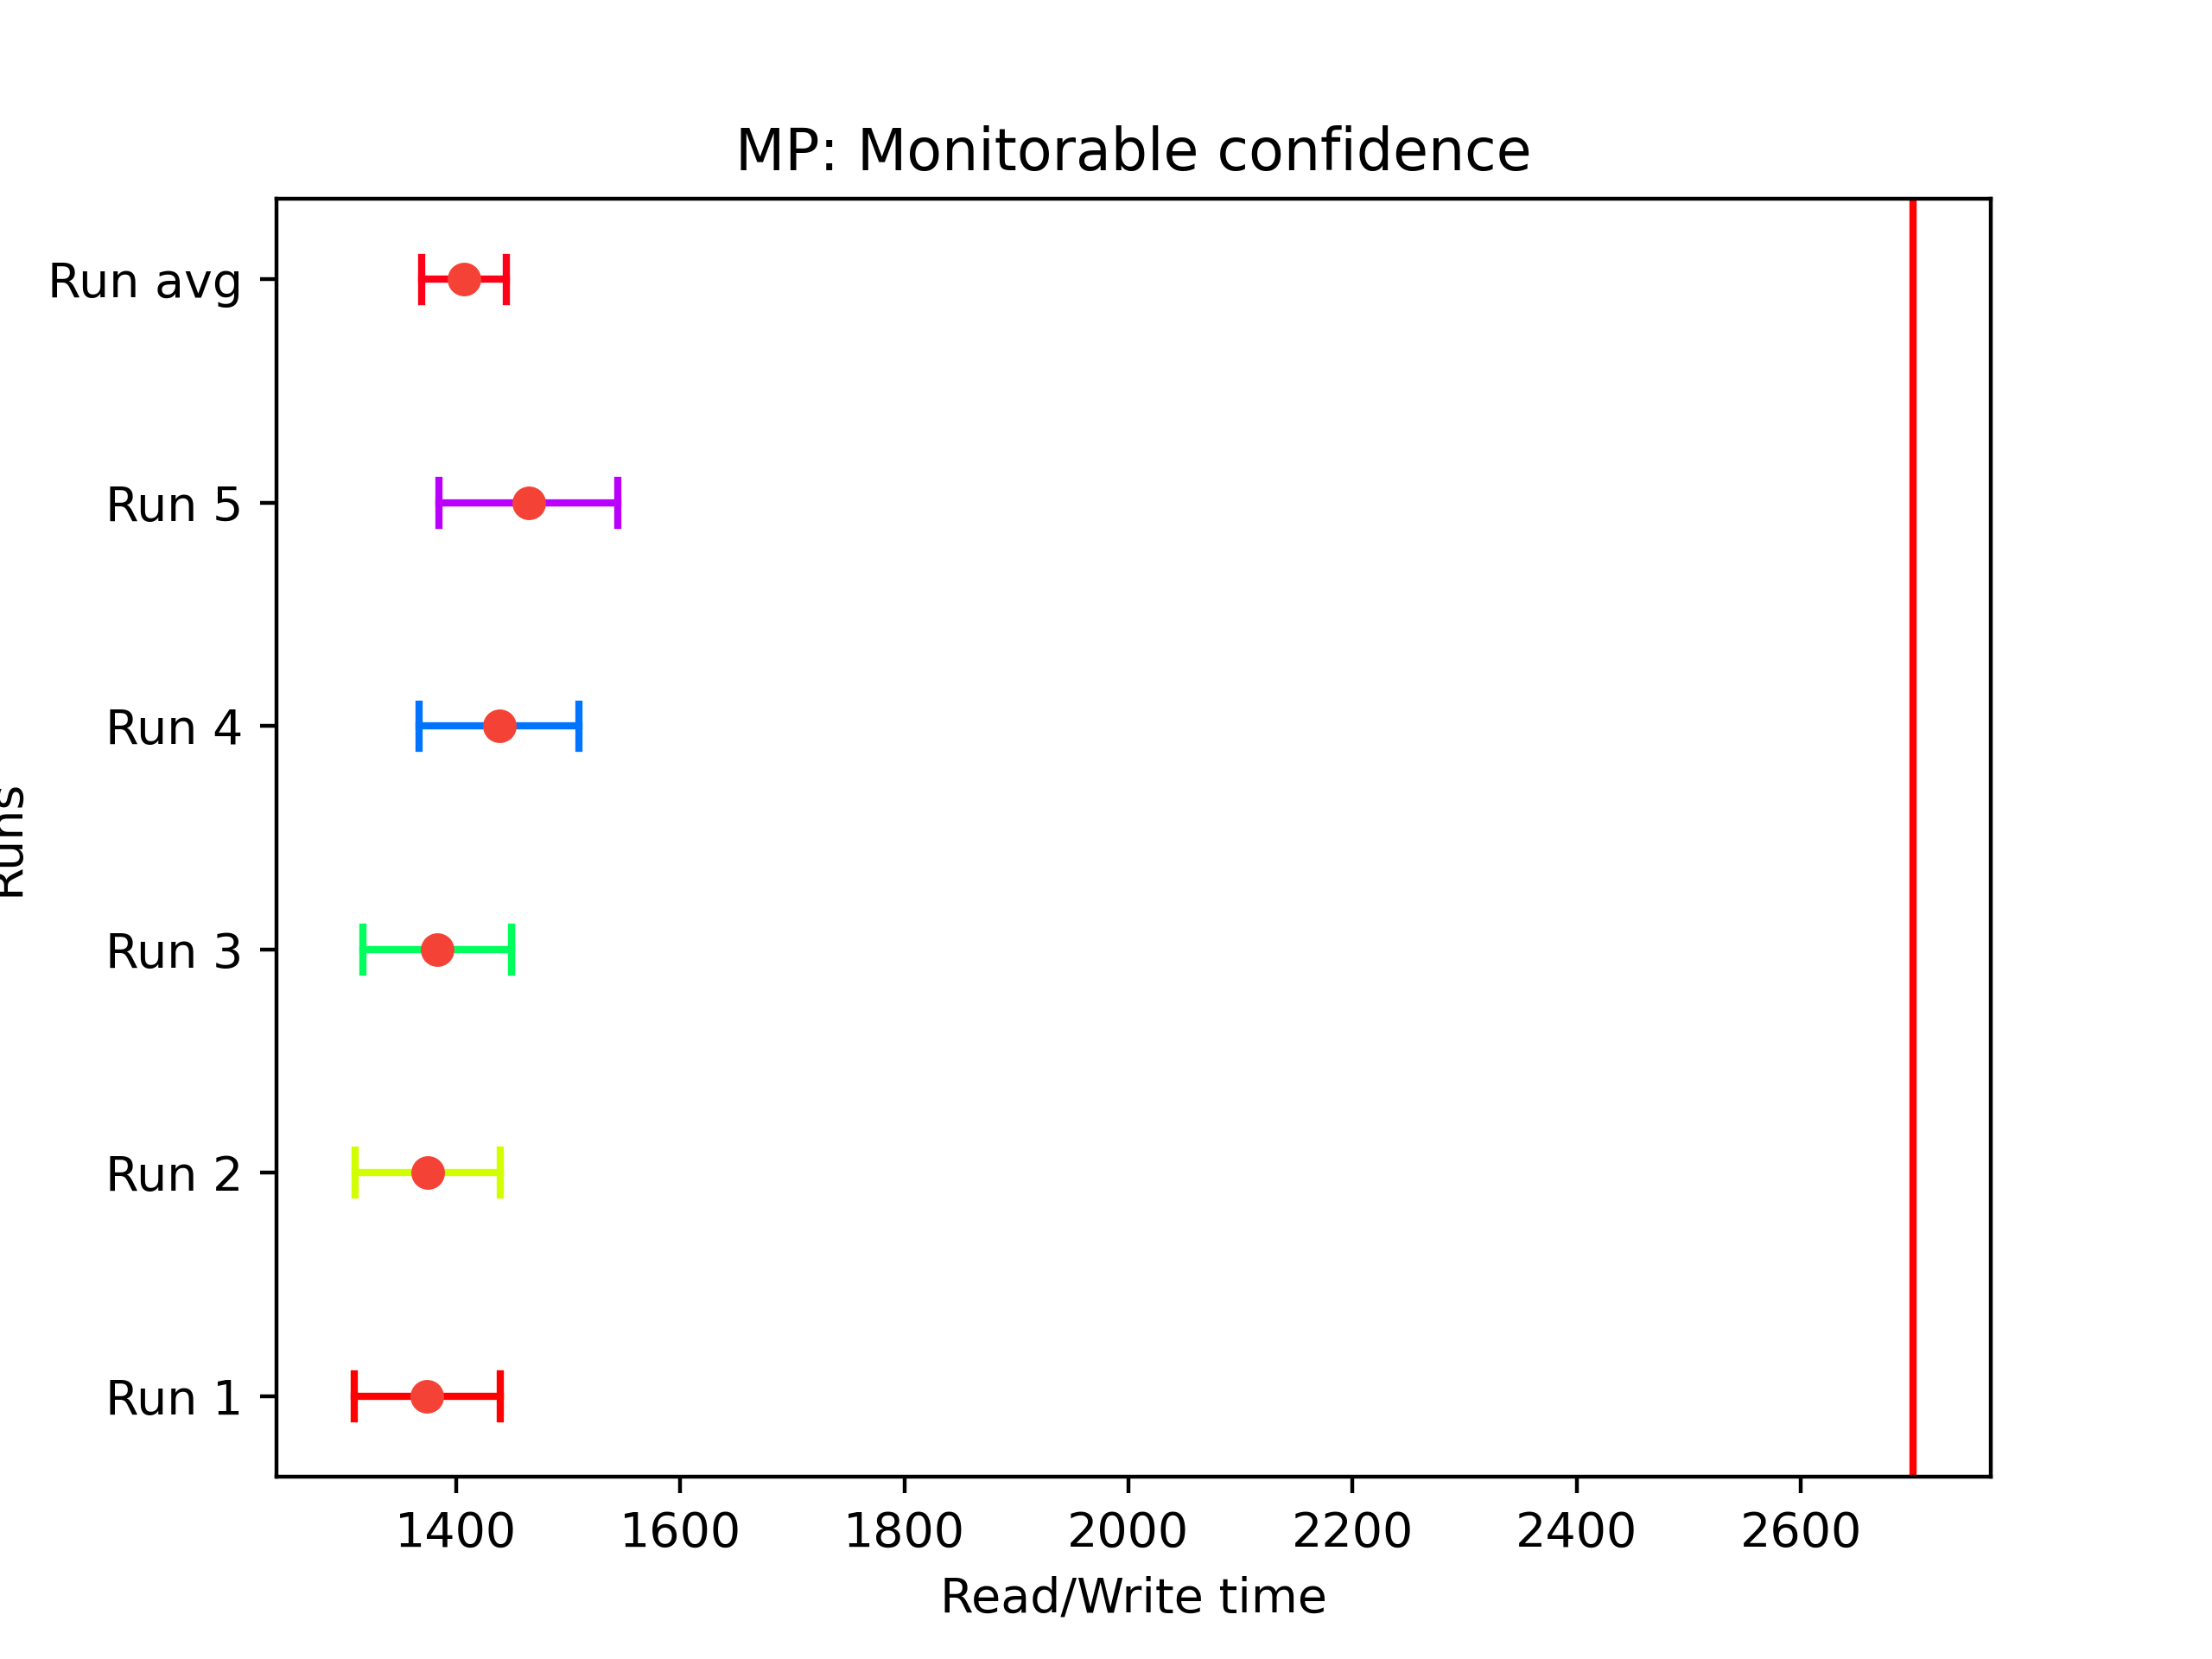 MP: Monitorable confidence
Run avg
Run 5
Run 4
Run 3
Run 2
Run 1
Runs
1400 1600 1800 2000 2200 2400 2600
Read/Write time